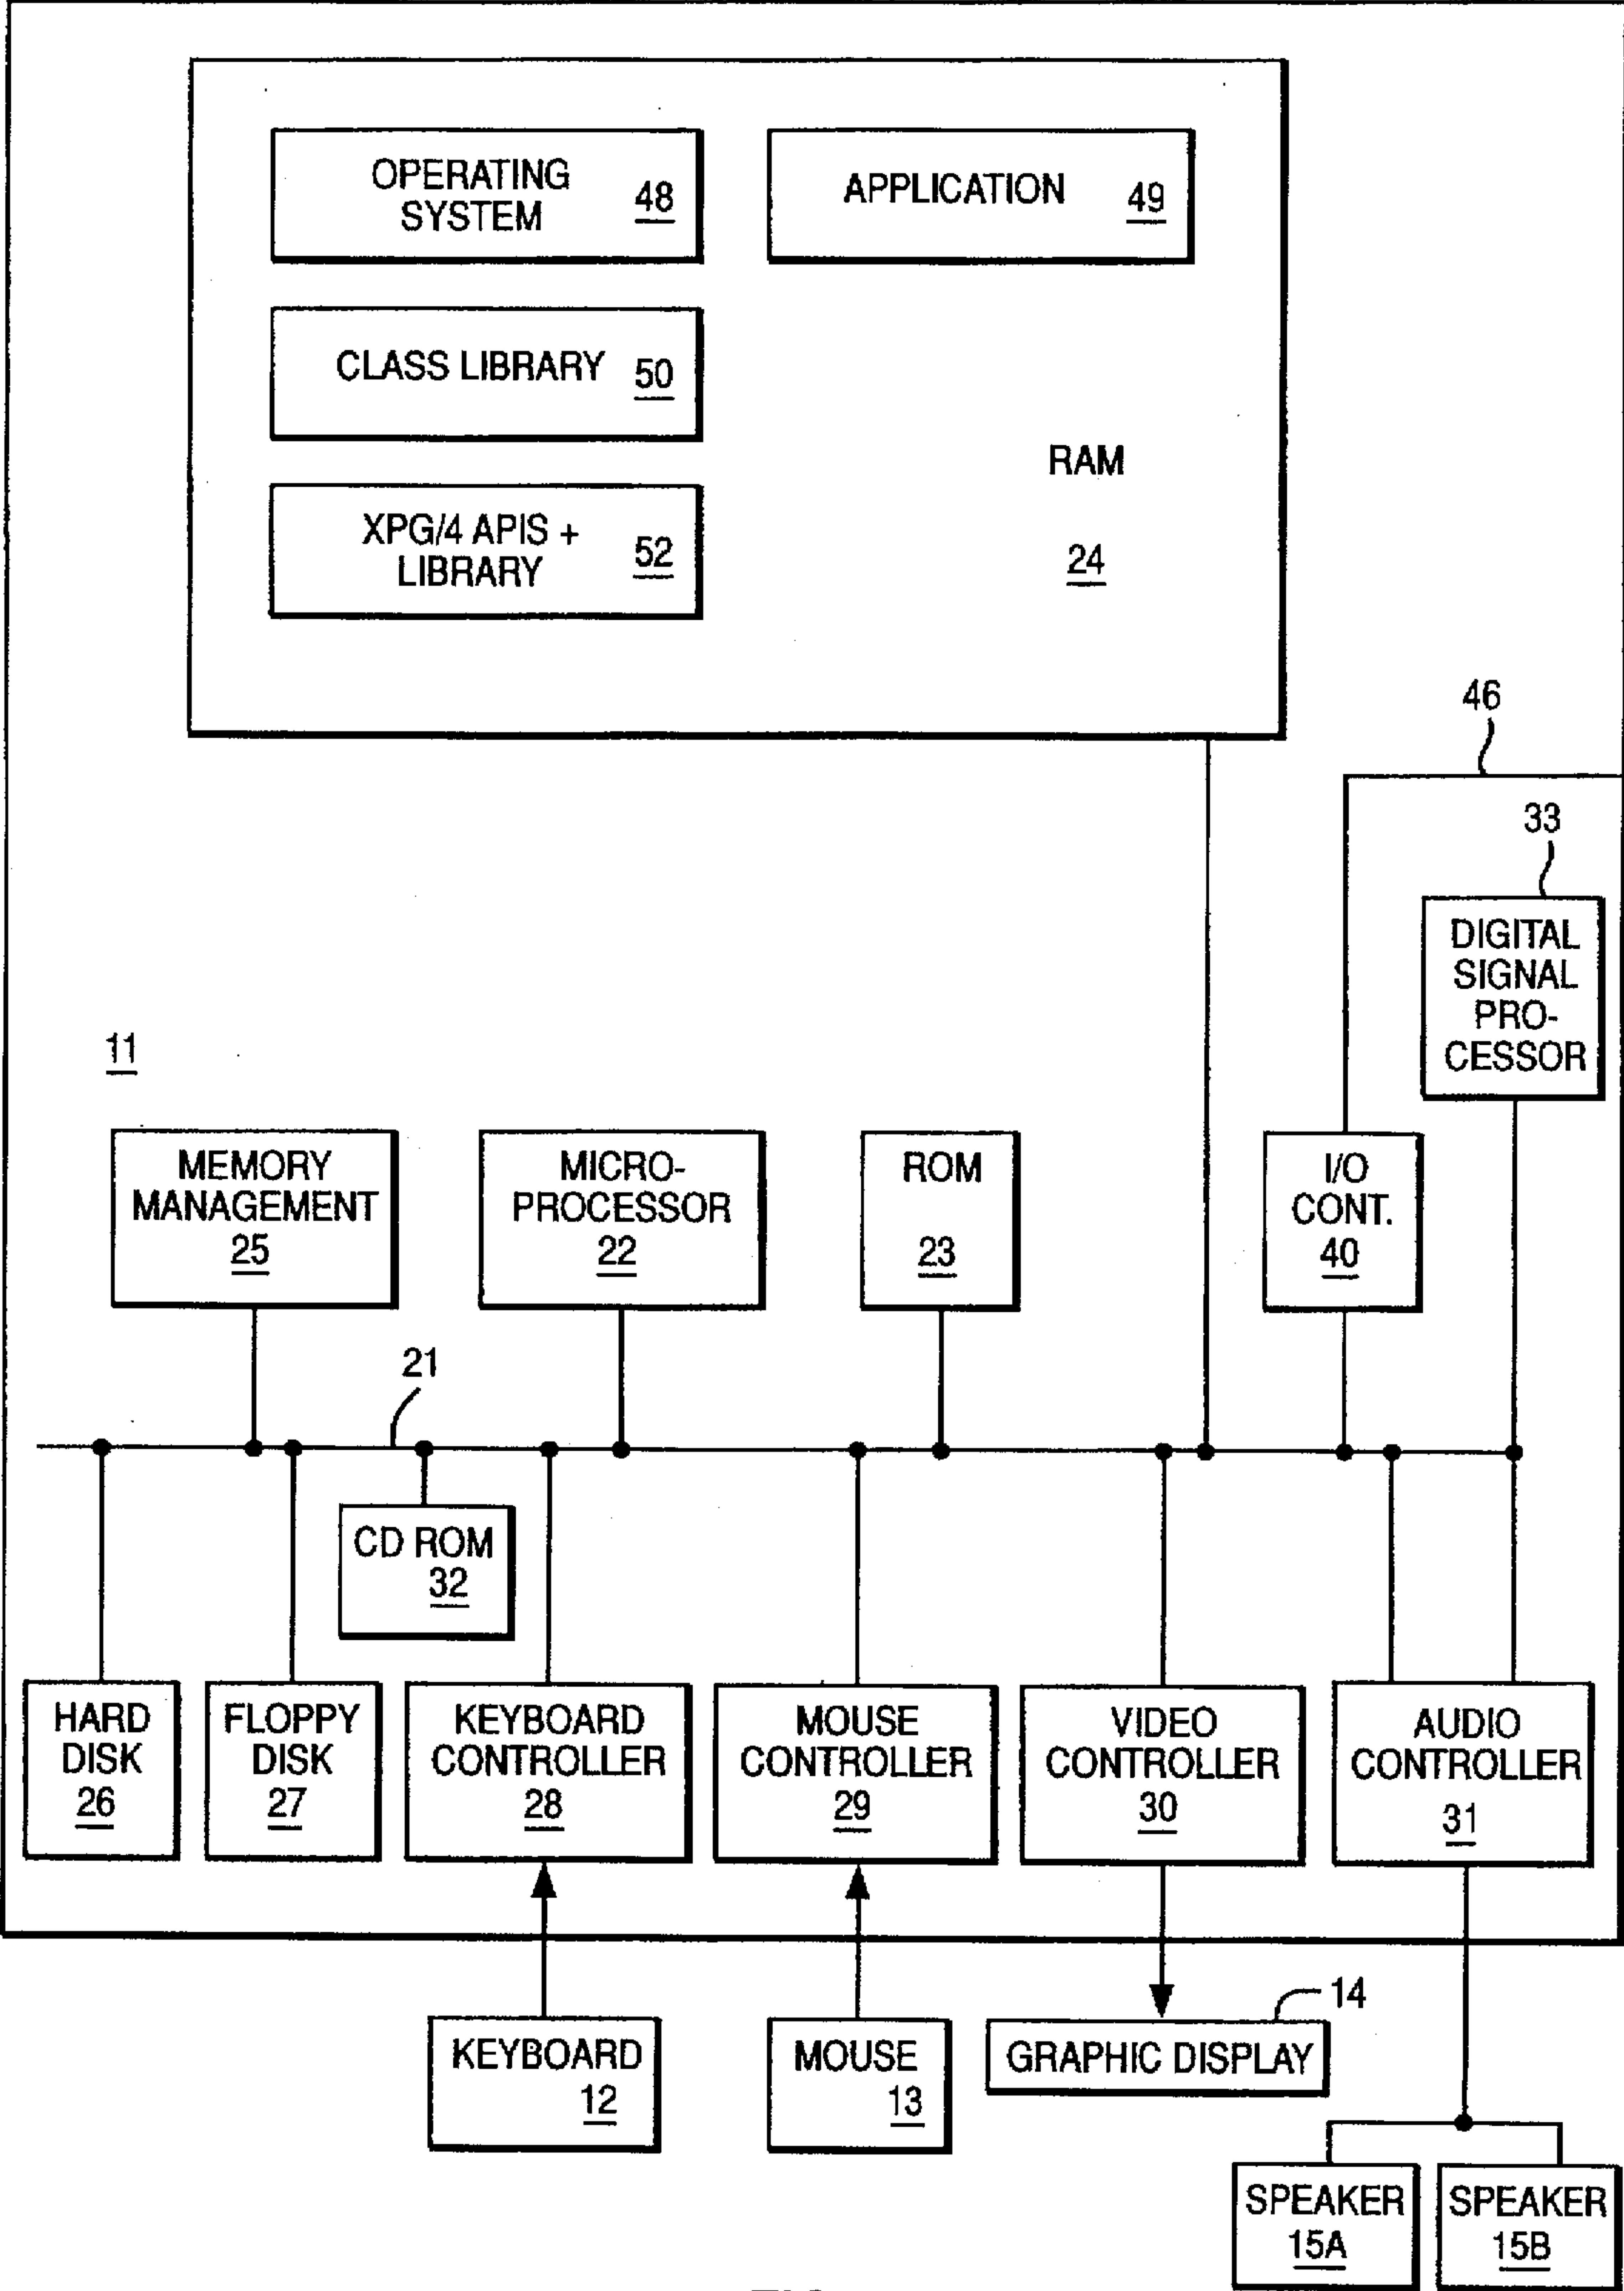 OPERATING
SYSTEM
48
APPLICATION
49
CLASS LIBRARY
50
RAM
XPG/4 APIS +
LIBRARY
52
24
46
33
DIGITAL
SIGNAL
PRO-
CESSOR
11
MEMORY
MANAGEMENT
25
MICRO-
PROCESSOR
22
ROM
23
I/O
CONT.
40
21
CD ROM
32
HARD
DISK
26
FLOPPY
DISK
27
KEYBOARD
CONTROLLER
28
MOUSE
CONTROLLER
29
VIDEO
CONTROLLER
30
AUDIO
CONTROLLER
31
KEYBOARD
12
MOUSE
13
14
GRAPHIC DISPLAY
SPEAKER
15A
SPEAKER
15B